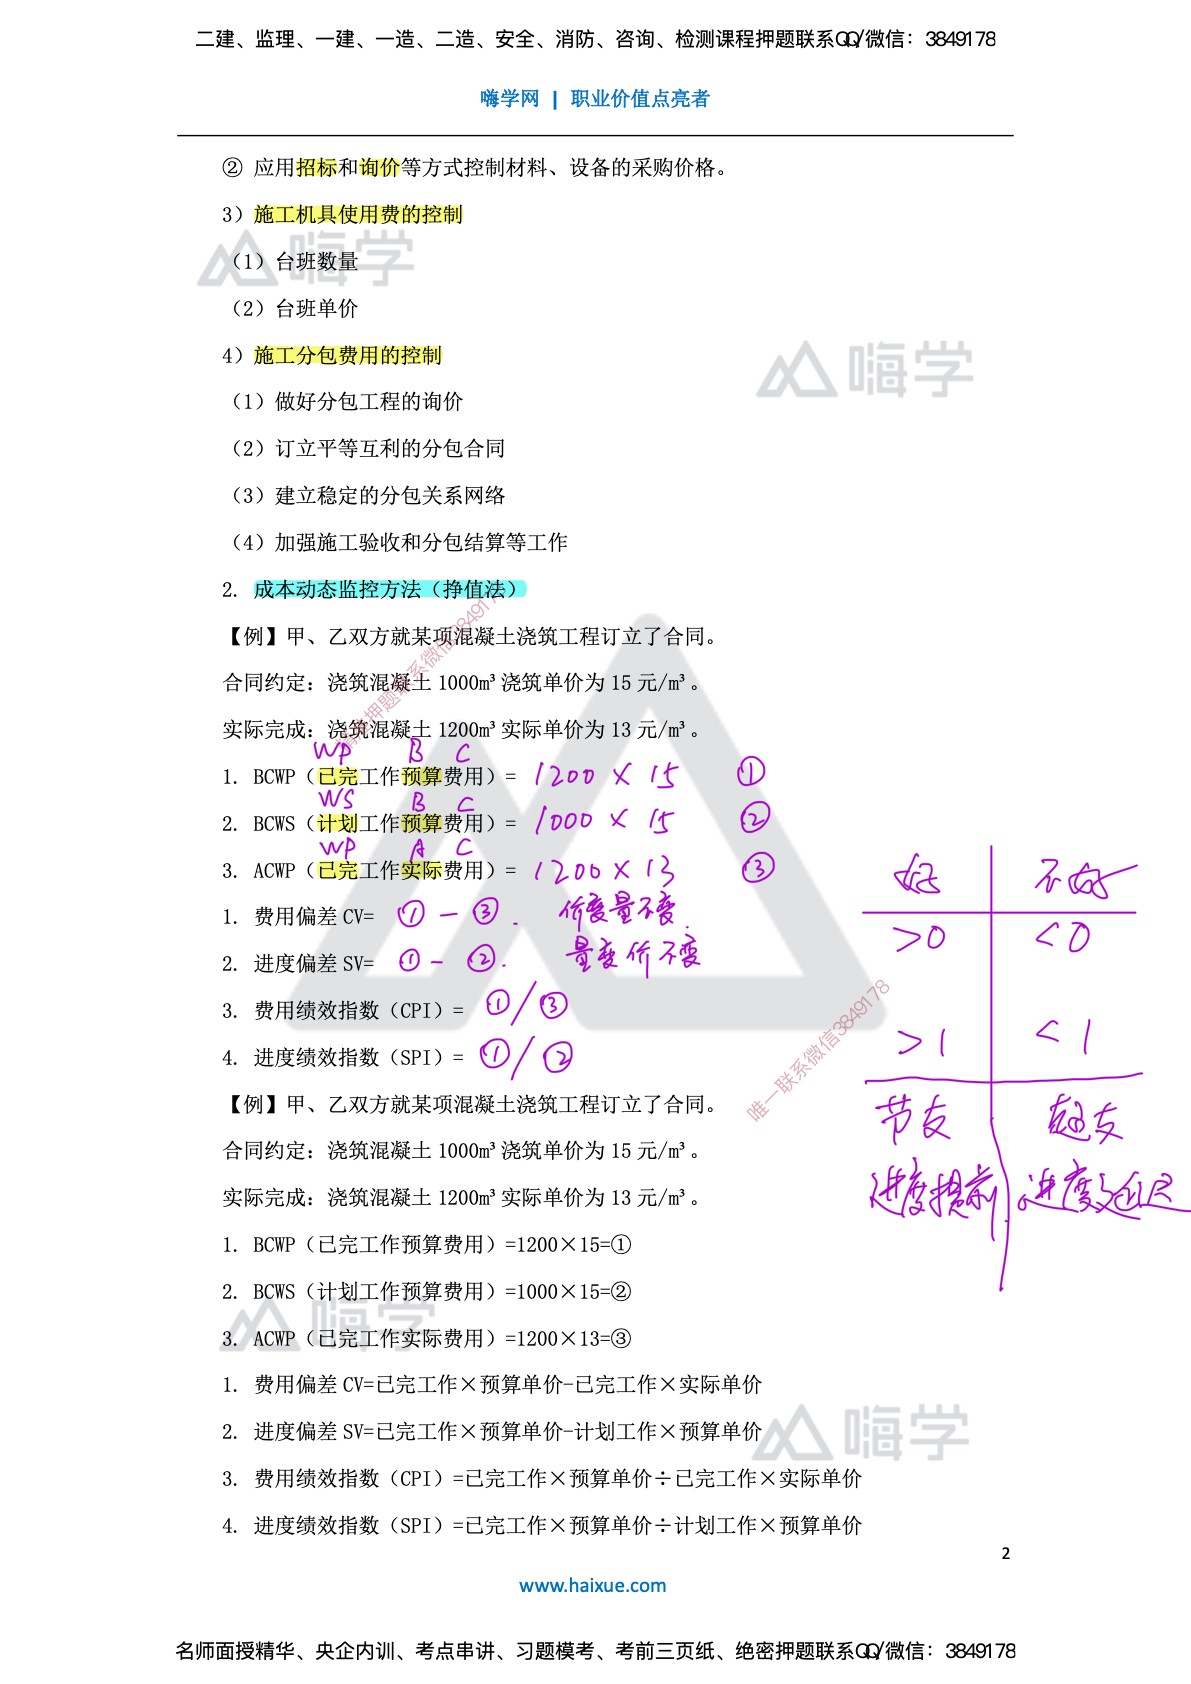 二建、监理、一建、一造、二造、安全、消防、咨询、检测课程押题联系QQ/微信：3849178
嗨学网 | 职业价值点亮者
② 应用招标和询价等方式控制材料、设备的采购价格。
3）施工机具使用费的控制
嗨学
（1）台班数量
（2）台班单价
4）施工分包费用的控制
嗨学
（1）做好分包工程的询价
（2）订立平等互利的分包合同
（3）建立稳定的分包关系网络
（4）加强施工验收和分包结算等工作
2. 成本动态监控方法（挣值法）
【例】甲、乙双方就某项混凝土浇筑工程订立了合同。
合同约定：浇筑混凝土 1000m³ 浇筑单价为 15 元/m³。
实际完成：浇筑混凝土 1200m³ 实际单价为 13 元/m³。
WP B C
1. BCWP（已完工作预算费用）= 1200 × 15 ①
WS B C
2. BCWS（计划工作预算费用）= 1000 × 15 ②
WP A C
3. ACWP（已完工作实际费用）= 1200 × 13 ③
好 不好
1. 费用偏差 CV= ① - ③. 价变量不变.
>0 <0
2. 进度偏差 SV= ① - ②. 量变价不变
3. 费用绩效指数（CPI）= ①/③
>1 <1
4. 进度绩效指数（SPI）= ①/②
唯一联系微信3849178
【例】甲、乙双方就某项混凝土浇筑工程订立了合同。
节支 超支
合同约定：浇筑混凝土 1000m³ 浇筑单价为 15 元/m³。
实际完成：浇筑混凝土 1200m³ 实际单价为 13 元/m³。
进度提前 进度延迟
1. BCWP（已完工作预算费用）=1200×15=①
2. BCWS（计划工作预算费用）=1000×15=②
嗨学
3. ACWP（已完工作实际费用）=1200×13=③
1. 费用偏差 CV=已完工作×预算单价-已完工作×实际单价
2. 进度偏差 SV=已完工作×预算单价-计划工作×预算单价
嗨学
3. 费用绩效指数（CPI）=已完工作×预算单价÷已完工作×实际单价
4. 进度绩效指数（SPI）=已完工作×预算单价÷计划工作×预算单价
2
www.haixue.com
名师面授精华、央企内训、考点串讲、习题模考、考前三页纸、绝密押题联系QQ/微信：3849178